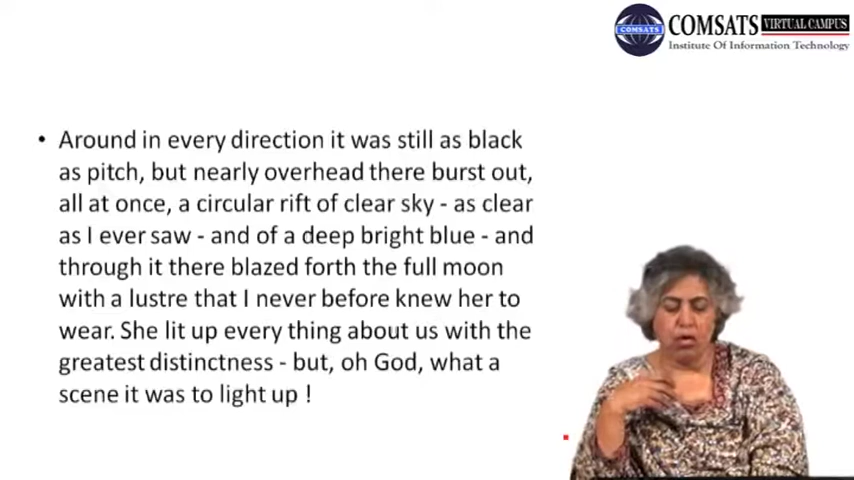 COMSATS VIRTUAL CAMPUS
COMSATS
Institute Of Information Technology
• Around in every direction it was still as black
as pitch, but nearly overhead there burst out,
all at once, a circular rift of clear sky - as clear
as I ever saw - and of a deep bright blue - and
through it there blazed forth the full moon
with a lustre that I never before knew her to
wear. She lit up every thing about us with the
greatest distinctness - but, oh God, what a
scene it was to light up !